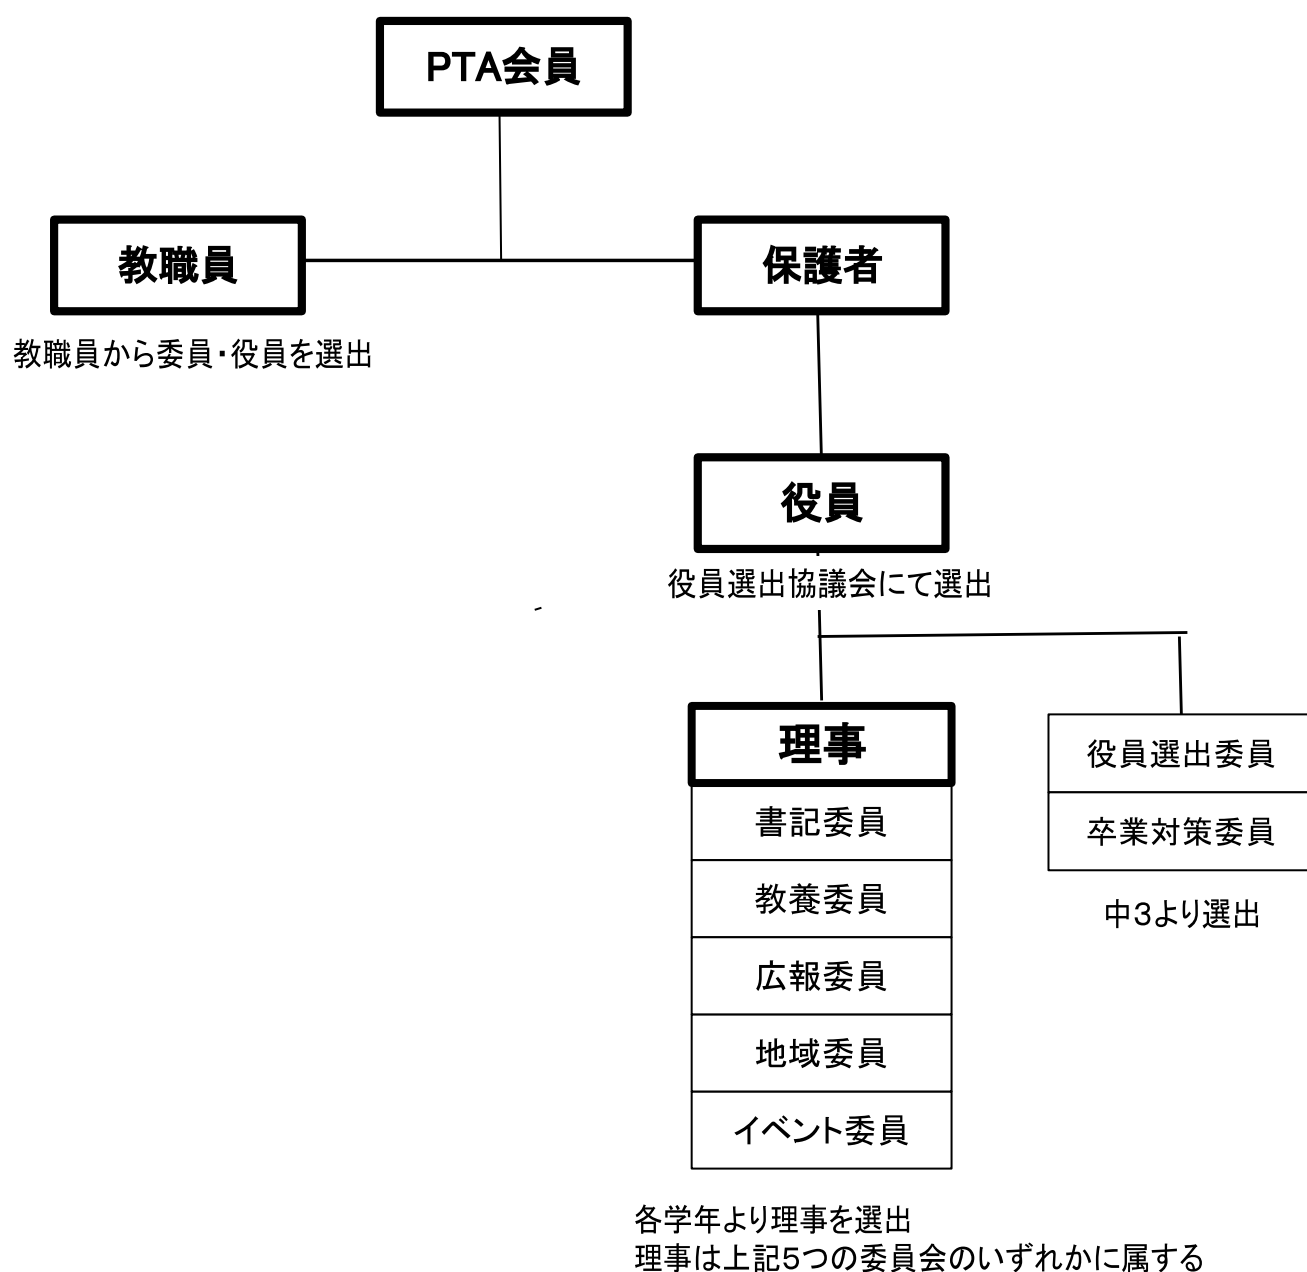 PTA会員
教職員
保護者
教職員から委員・役員を選出
役員
役員選出協議会にて選出
理事
役員選出委員
書記委員
卒業対策委員
教養委員
中3より選出
広報委員
地域委員
イベント委員
各学年より理事を選出
理事は上記5つの委員会のいずれかに属する